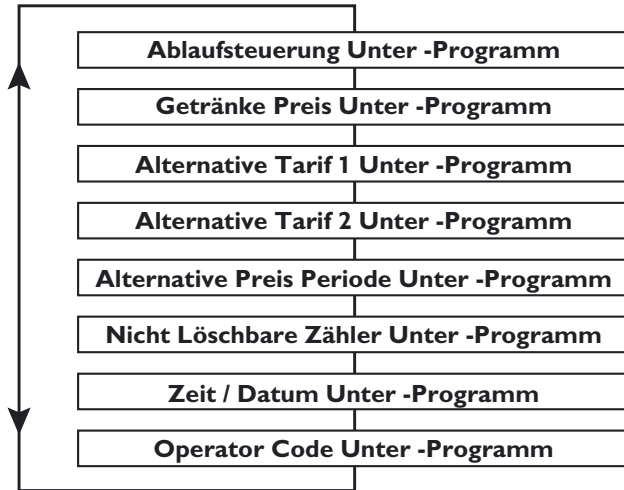 Ablaufsteuerung Unter -Programm
Getränke Preis Unter -Programm
Alternative Tarif 1 Unter -Programm
Alternative Tarif 2 Unter -Programm
Alternative Preis Periode Unter -Programm
Nicht Löschbare Zähler Unter -Programm
Zeit / Datum Unter -Programm
Operator Code Unter -Programm